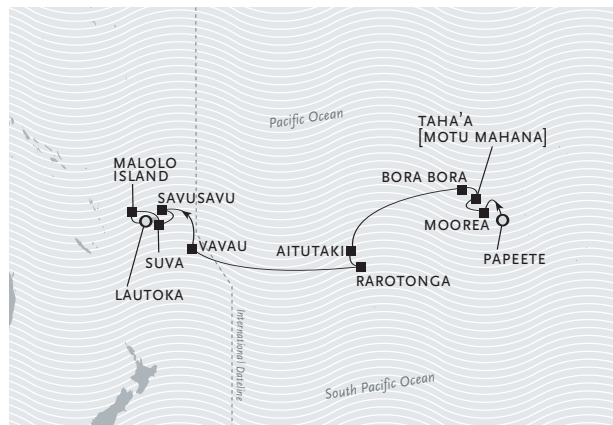 Pacific Ocean
TAHA'A
[MOTU MAHANA]
MALOLO
ISLAND
BORA BORA
SAVUSAVU
MOOREA
VAVAU
AITUTAKI
PAPEETE
SUVA
RAROTONGA
LAUTOKA
International Dateline
South Pacific Ocean